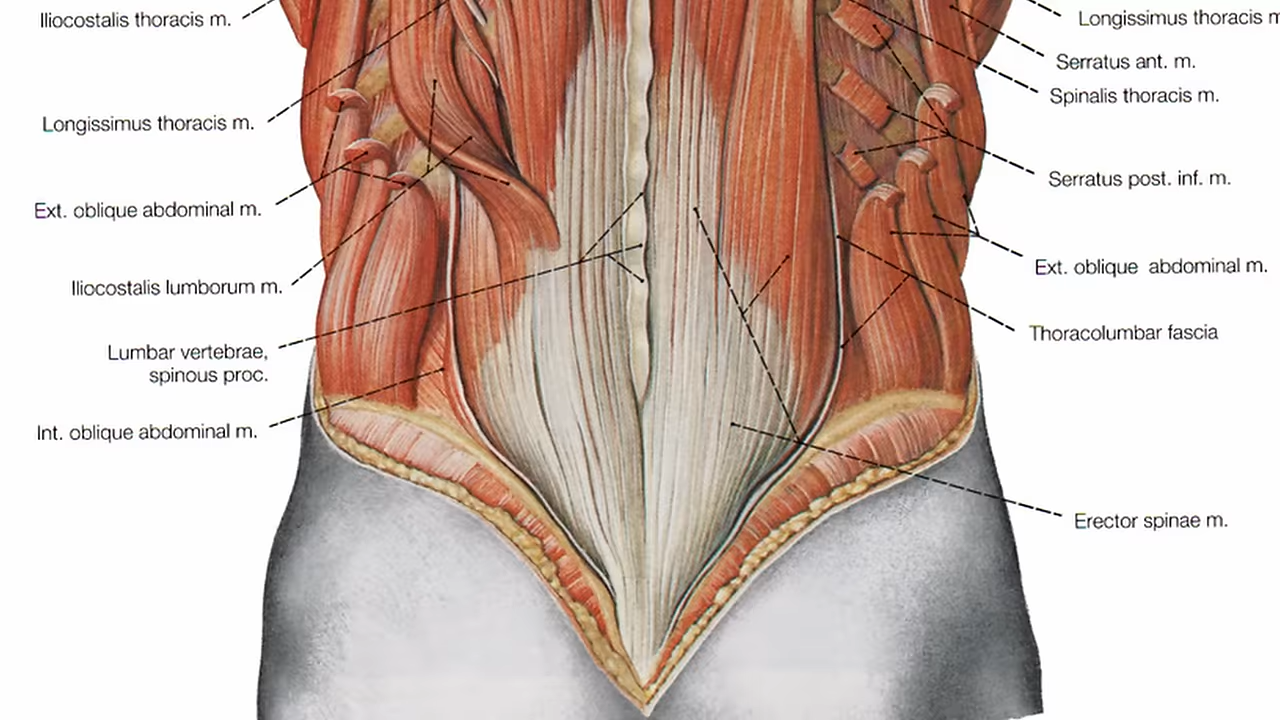 Iliocostalis thoracis m.
Longissimus thoracis m.
Ext. oblique abdominal m.
Iliocostalis lumborum m.
Lumbar vertebrae,
spinous proc.
Int. oblique abdominal m.
Longissimus thoracis m
Serratus ant. m.
Spinalis thoracis m.
Serratus post. inf. m.
Ext. oblique abdominal m.
Thoracolumbar fascia
Erector spinae m.